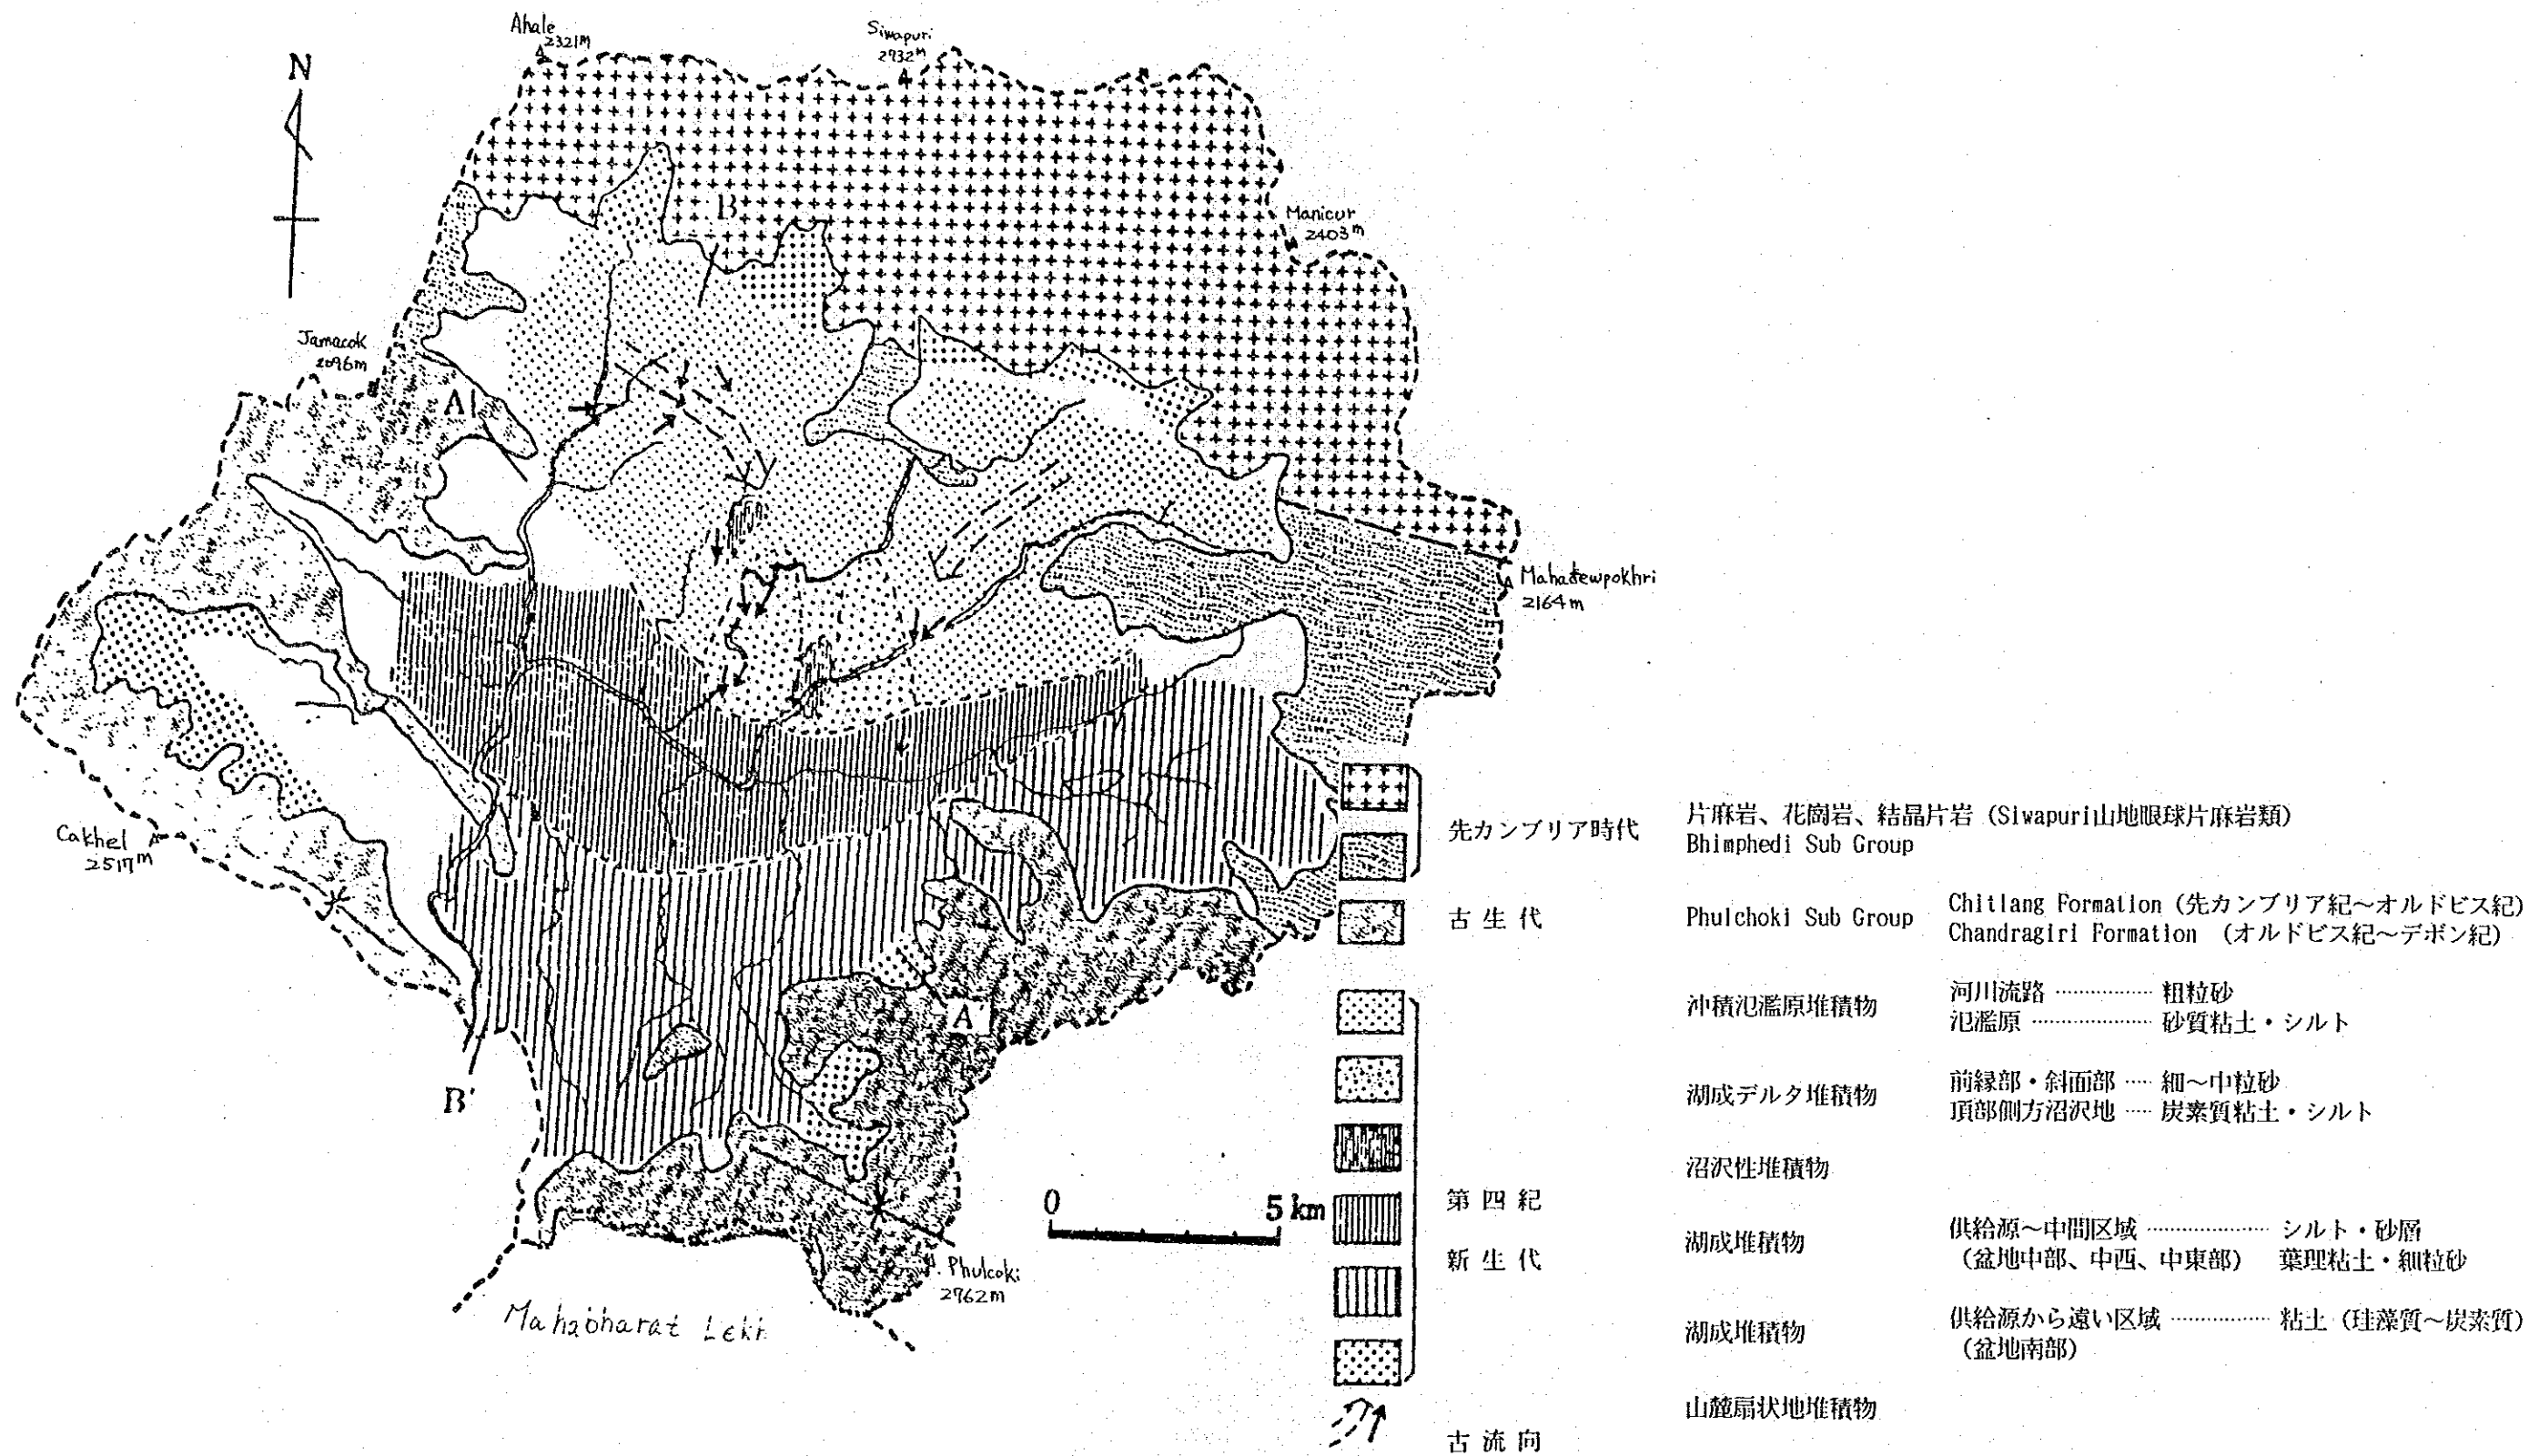 Ahale
2321m
Siwapuri
2732m
N
B
Manicur
2403m
Jamacok
2096m
A
Mahadewpokhri
2164m
Cakhel
2517m
A'
B'
0 5 km
Phulcoki
2762m
Mahabharat Lekh
先カンブリア時代
片麻岩、花崗岩、結晶片岩 (Siwapuri山地眼球片麻岩類)
Bhimphedi Sub Group
古生代
Phulchoki Sub Group
Chitlang Formation (先カンブリア紀~オルドビス紀)
Chandragiri Formation (オルドビス紀~デボン紀)
沖積氾濫原堆積物
河川流路 ……………… 粗粒砂
氾濫原 ………………… 砂質粘土・シルト
湖成デルタ堆積物
前縁部・斜面部 ‥‥ 細~中粒砂
頂部側方沼沢地 ‥‥ 炭素質粘土・シルト
沼沢性堆積物
第四紀
新生代
湖成堆積物
供給源~中間区域 ………………… シルト・砂層
(盆地中部、中西、中東部) 葉理粘土・細粒砂
湖成堆積物
供給源から遠い区域 ……………… 粘土 (珪藻質~炭素質)
(盆地南部)
山麓扇状地堆積物
古流向